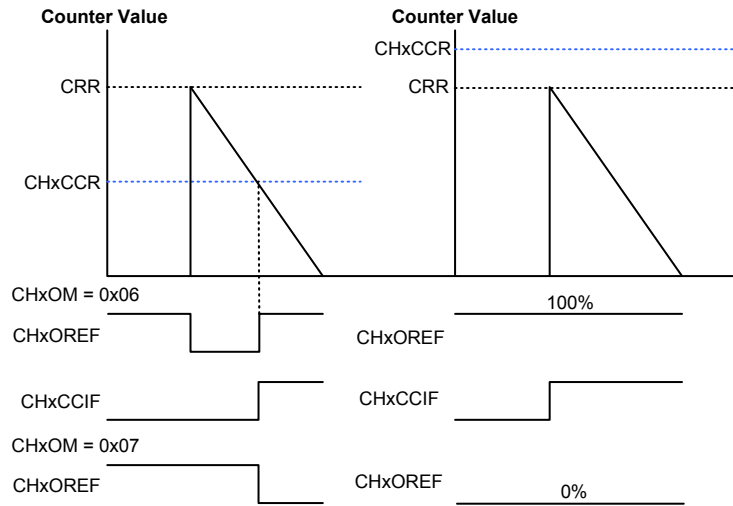 Counter Value
CRR
CHxCCR
CHxOM = 0x06
CHxOREF
CHxCCIF
CHxOM = 0x07
CHxOREF
Counter Value
CHxCCR
CRR
100%
CHxOREF
CHxCCIF
CHxOREF
0%